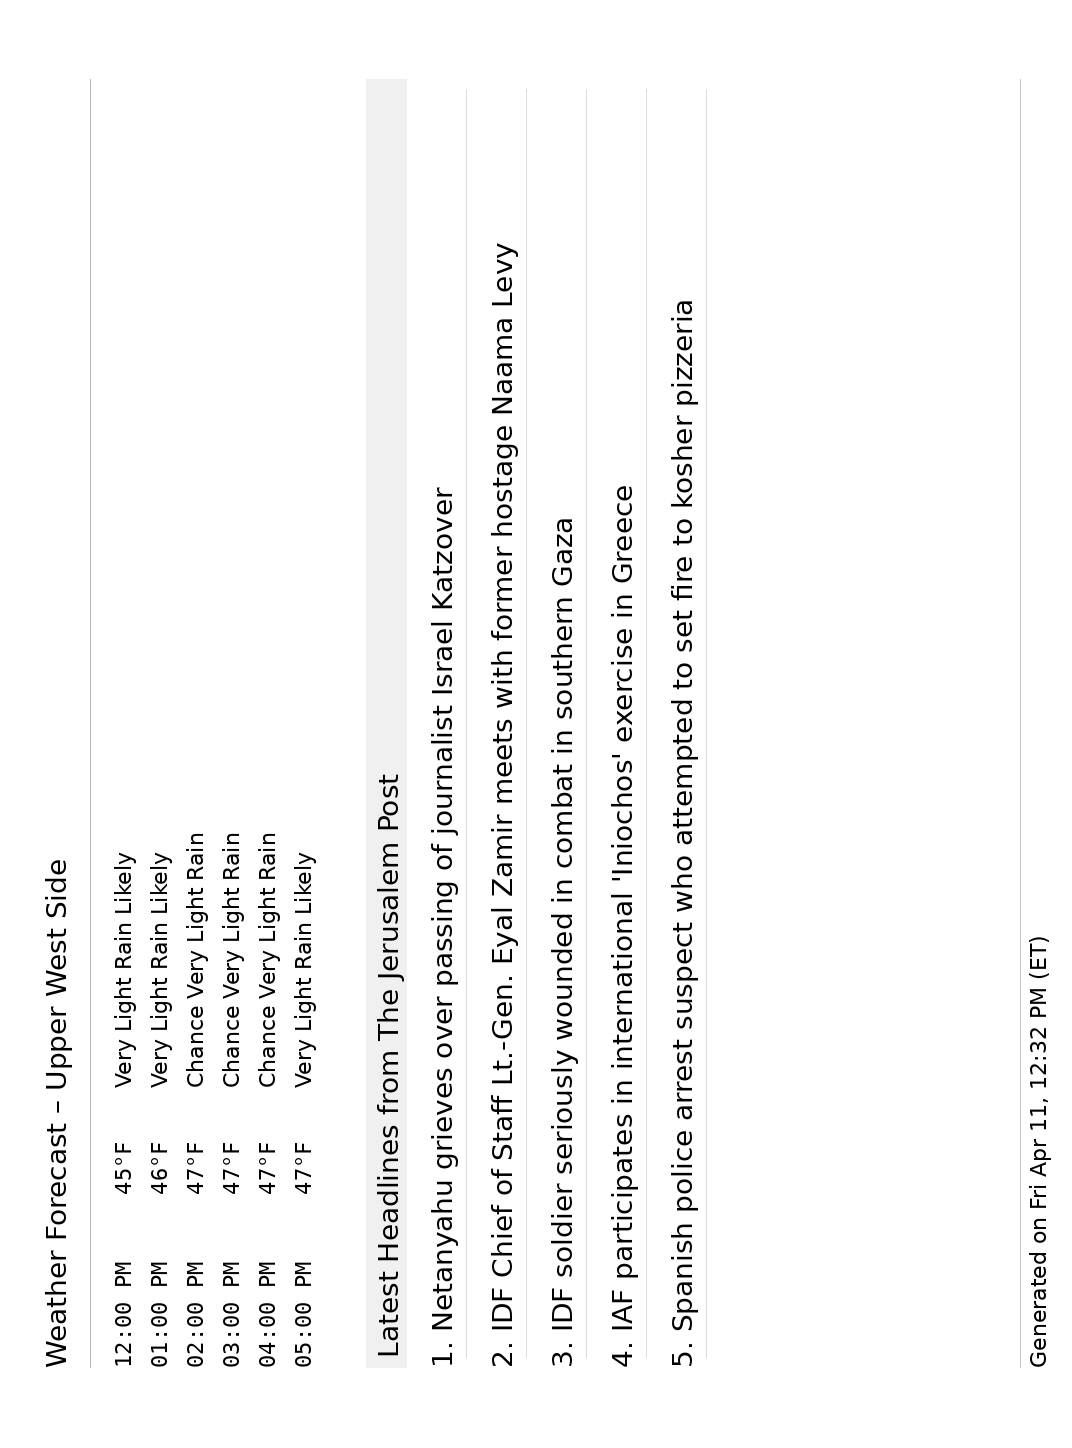 Weather Forecast – Upper West Side
12:00 PM 45°F Very Light Rain Likely
01:00 PM 46°F Very Light Rain Likely
02:00 PM 47°F Chance Very Light Rain
03:00 PM 47°F Chance Very Light Rain
04:00 PM 47°F Chance Very Light Rain
05:00 PM 47°F Very Light Rain Likely
Latest Headlines from The Jerusalem Post
1. Netanyahu grieves over passing of journalist Israel Katzover
2. IDF Chief of Staff Lt.-Gen. Eyal Zamir meets with former hostage Naama Levy
3. IDF soldier seriously wounded in combat in southern Gaza
4. IAF participates in international 'Iniochos' exercise in Greece
5. Spanish police arrest suspect who attempted to set fire to kosher pizzeria
Generated on Fri Apr 11, 12:32 PM (ET)